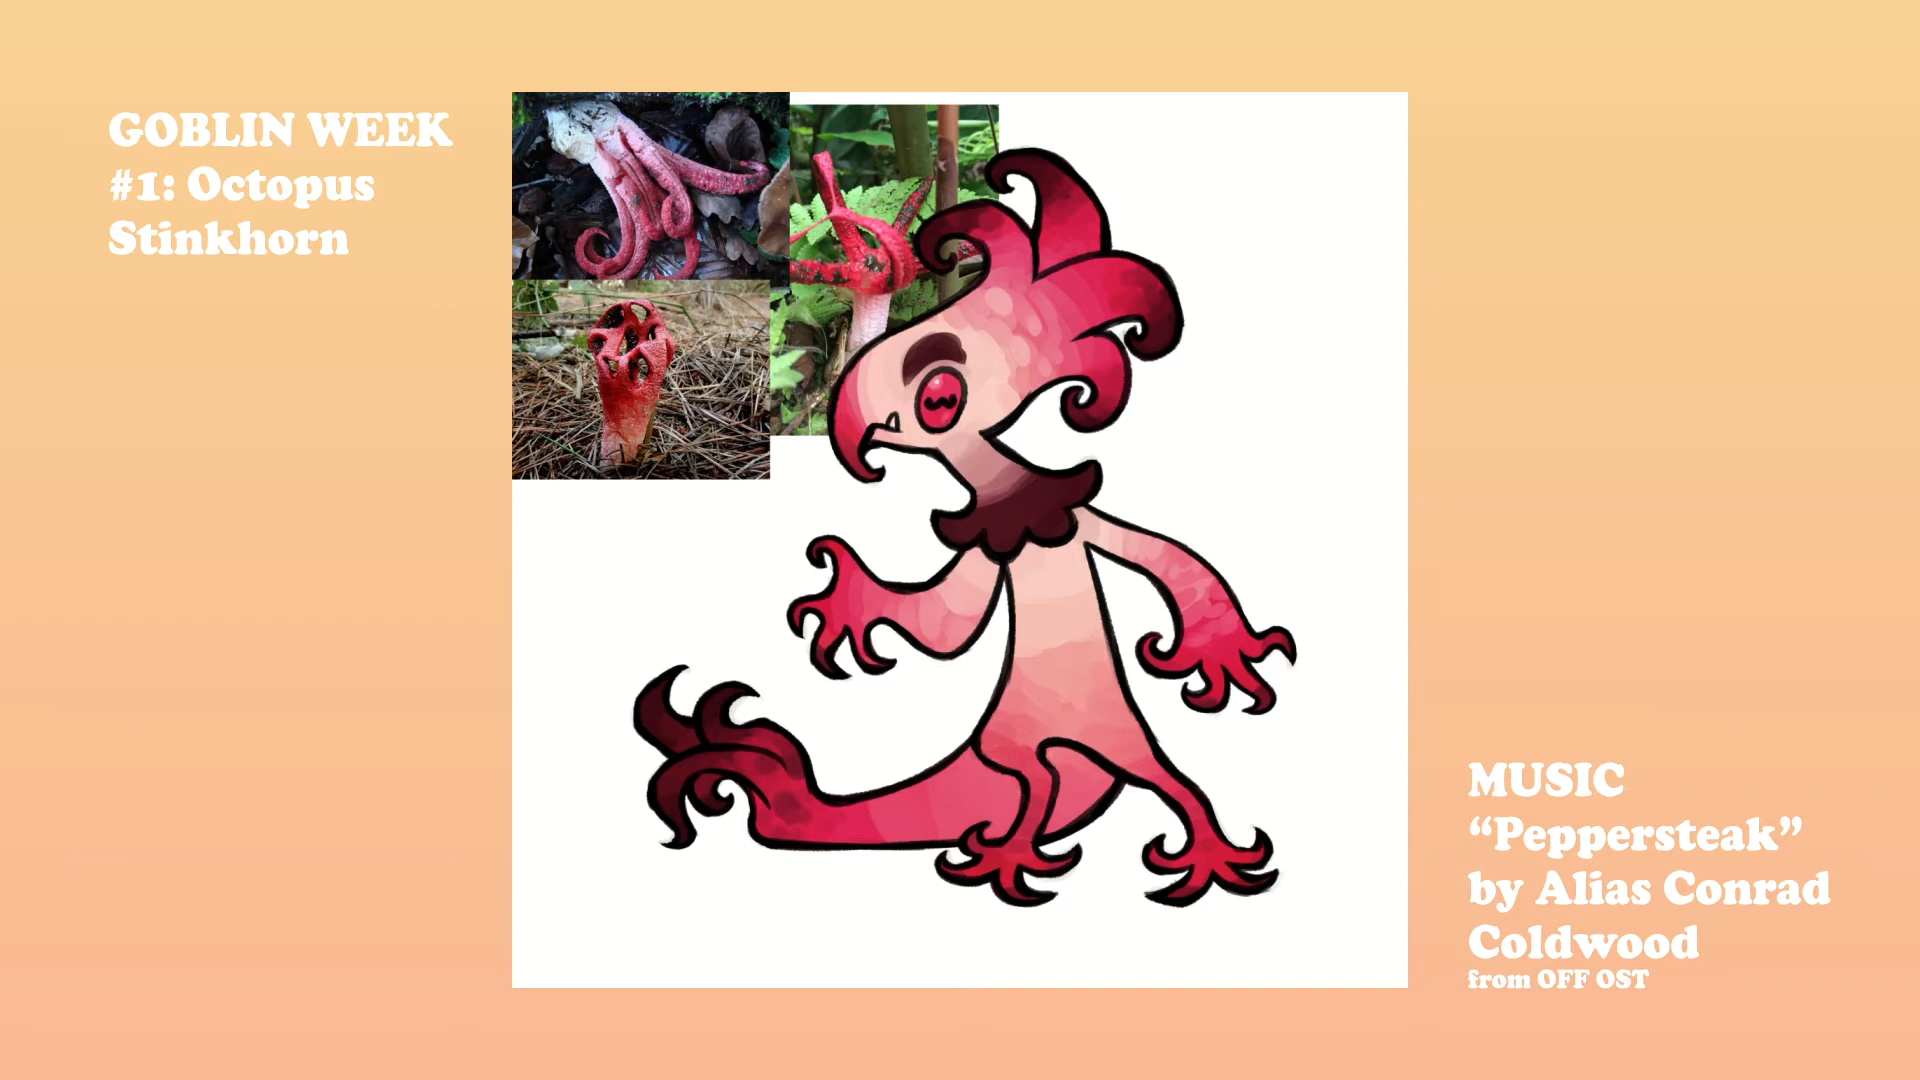 GOBLIN WEEK
#1: Octopus
Stinkhorn
MUSIC
“Peppersteak”
by Alias Conrad
Coldwood
from OFF OST